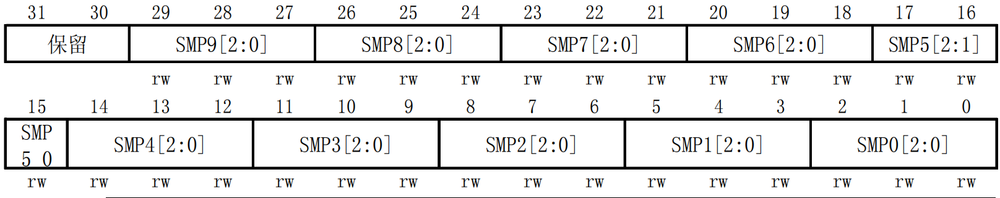 31 30 29 28 27 26 25 24 23 22 21 20 19 18 17 16
保留 SMP9[2:0] SMP8[2:0] SMP7[2:0] SMP6[2:0] SMP5[2:1]
rw rw rw rw rw rw rw rw rw rw rw rw rw rw
15 14 13 12 11 10 9 8 7 6 5 4 3 2 1 0
SMP
5_0 SMP4[2:0] SMP3[2:0] SMP2[2:0] SMP1[2:0] SMP0[2:0]
rw rw rw rw rw rw rw rw rw rw rw rw rw rw rw rw